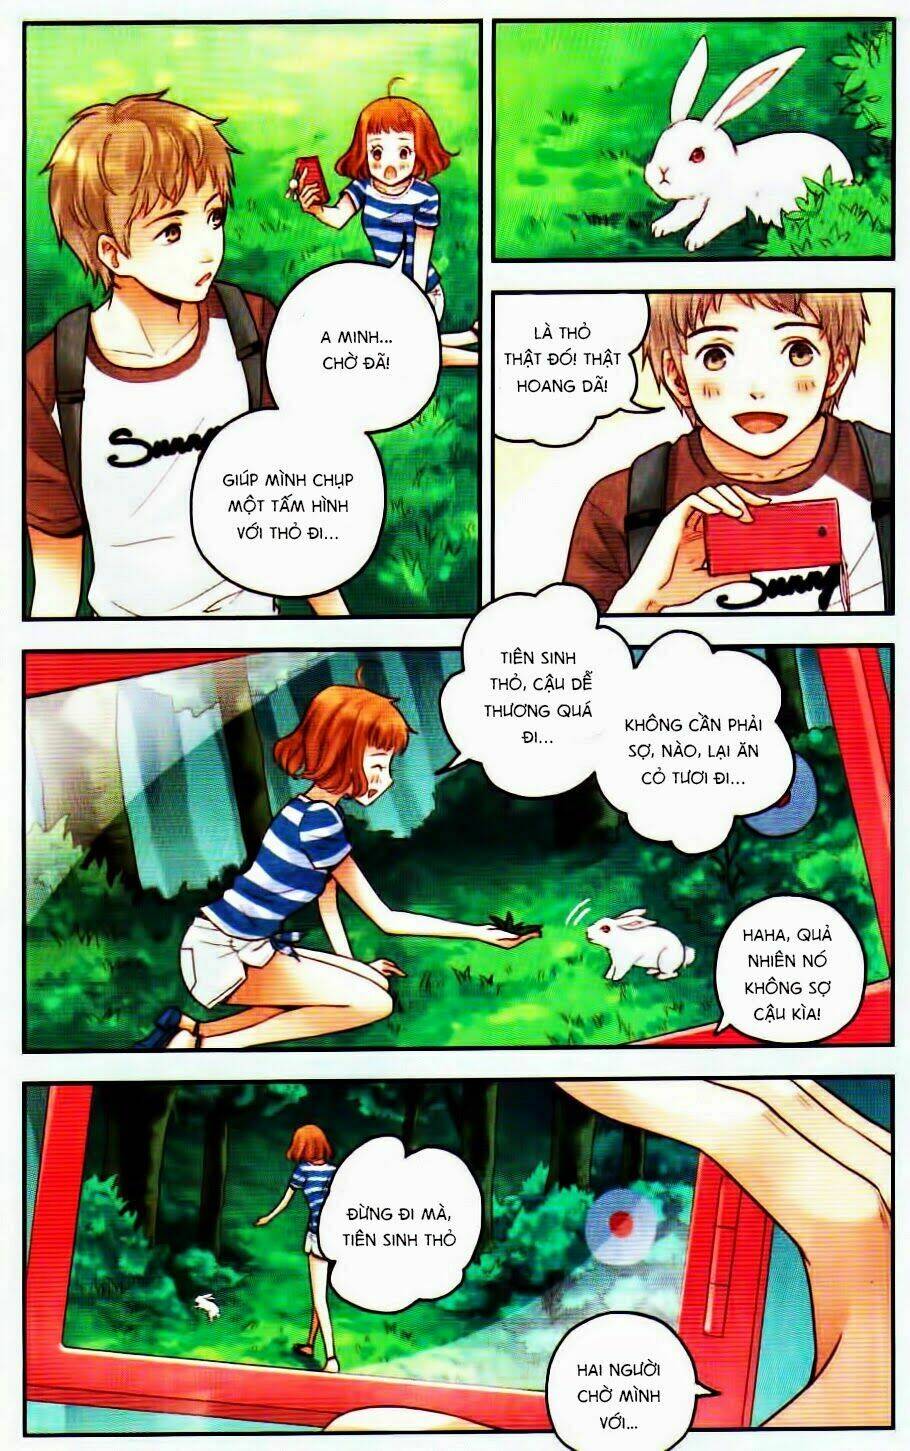 A MINH...
CHỜ ĐÃ!
GIÚP MÌNH CHỤP
MỘT TẤM HÌNH
VỚI THỎ ĐI...
LÀ THỎ
THẬT ĐÓ! THẬT
HOANG DÃ!
TIÊN SINH
THỎ, CẬU DỄ
THƯƠNG QUÁ
ĐI...
KHÔNG CẦN PHẢI
SỢ, NÀO, LẠI ĂN
CỎ TƯƠI ĐI...
HAHA, QUẢ
NHIÊN NÓ
KHÔNG SỢ
CẬU KÌA!
ĐỪNG ĐI MÀ,
TIÊN SINH THỎ
HAI NGƯỜI
CHỜ MÌNH
VỚI...